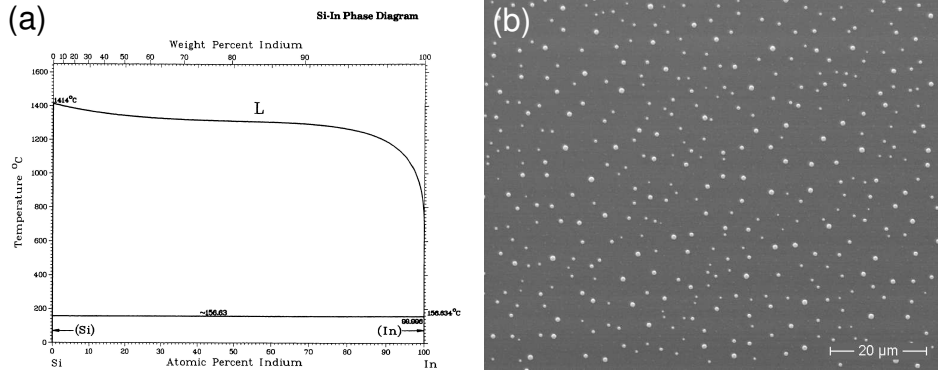 (a)
Si-In Phase Diagram
Weight Percent Indium
0 10 20 30 40 50 60 70 80 90 100
1600
1400
1200
1000
800
600
400
200
0
Temperature °C
1414°C
L
~156.63
156.634°C
99.996
(Si)
(In)
0 10 20 30 40 50 60 70 80 90 100
Si
Atomic Percent Indium
In
(b)
20 µm